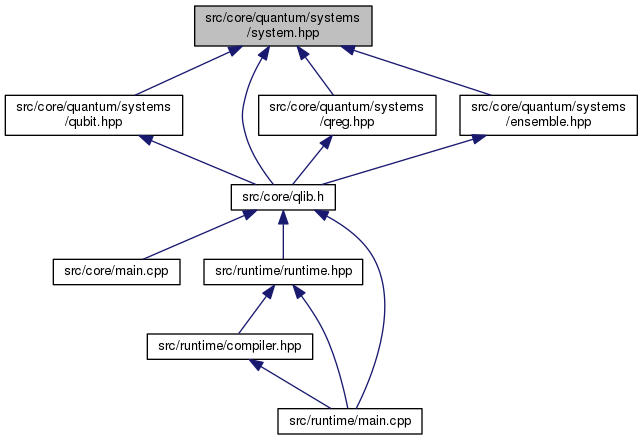 src/core/quantum/systems
/system.hpp
src/core/quantum/systems
/qubit.hpp
src/core/quantum/systems
/qreg.hpp
src/core/quantum/systems
/ensemble.hpp
src/core/qlib.h
src/core/main.cpp
src/runtime/runtime.hpp
src/runtime/compiler.hpp
src/runtime/main.cpp